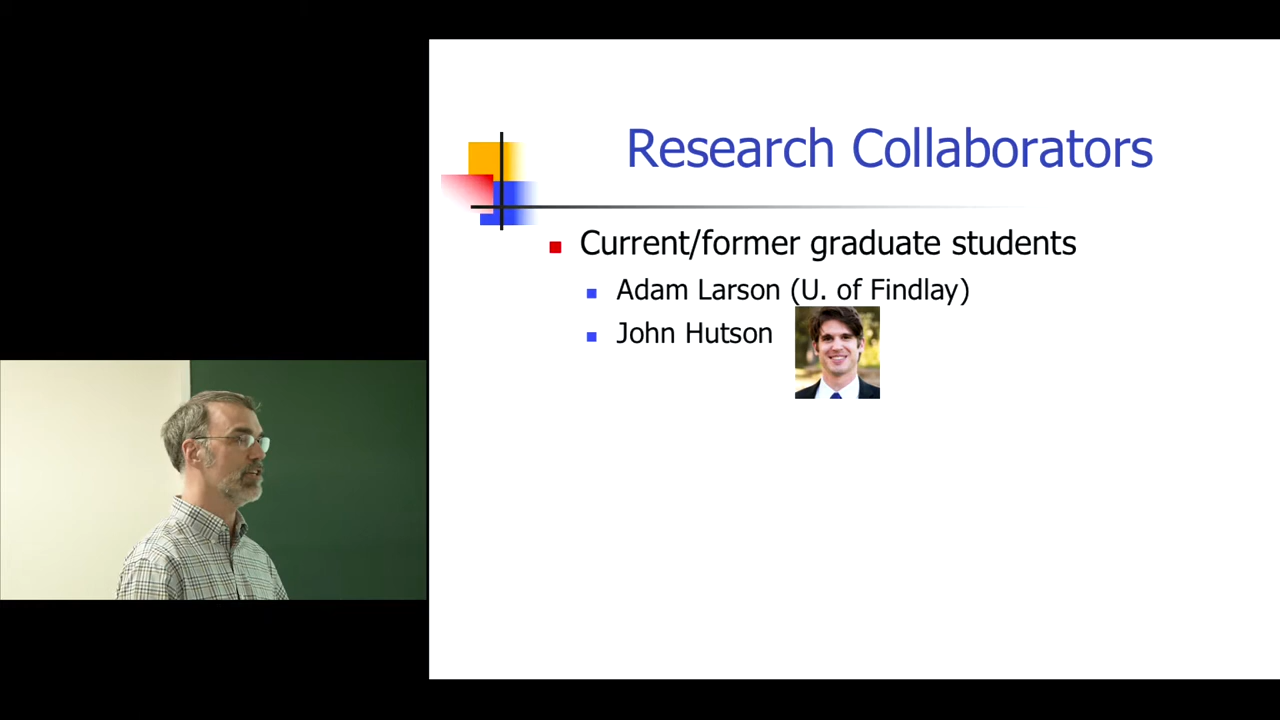 Research Collaborators
Current/former graduate students
Adam Larson (U. of Findlay)
John Hutson